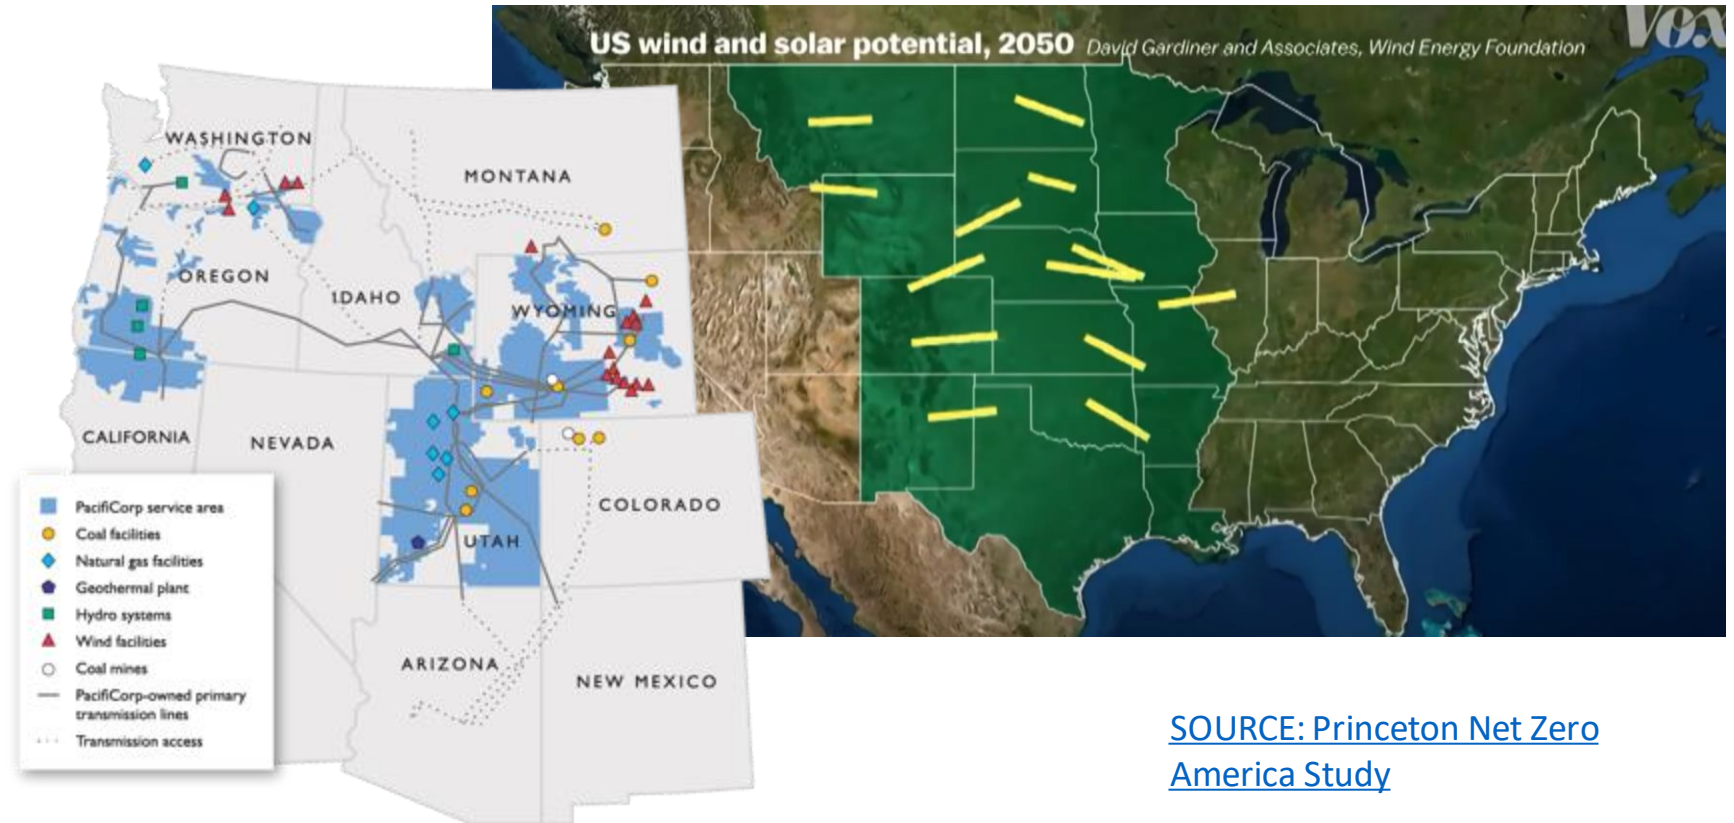 US wind and solar potential, 2050 David Gardiner and Associates, Wind Energy Foundation
Vox
WASHINGTON
MONTANA
OREGON
IDAHO
WYOMING
CALIFORNIA
NEVADA
UTAH
COLORADO
ARIZONA
NEW MEXICO
PacifiCorp service area
Coal facilities
Natural gas facilities
Geothermal plant
Hydro systems
Wind facilities
Coal mines
PacifiCorp-owned primary
transmission lines
Transmission access
SOURCE: Princeton Net Zero
America Study